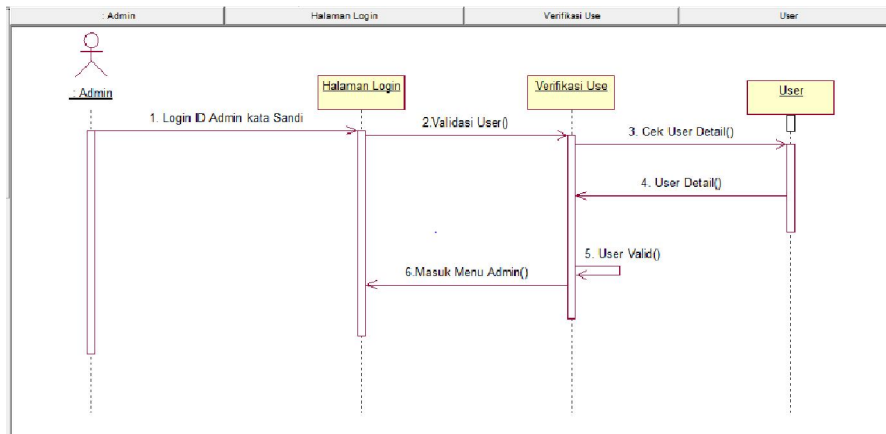 : Admin
Halaman Login
Verifikasi Use
User
: Admin
Halaman Login
Verifikasi Use
User
1. Login ID Admin kata Sandi
2.Validasi User()
3. Cek User Detail()
4. User Detail()
5. User Valid()
6.Masuk Menu Admin()